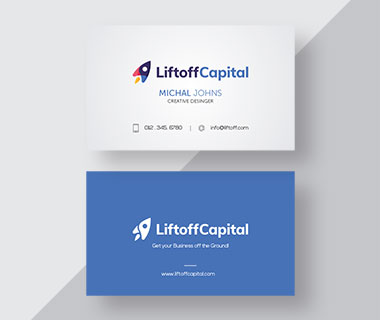 LiftoffCapital
MICHAL JOHNS
CREATIVE DESINGER
012 . 345. 6780 | info@liftoff.com
LiftoffCapital
Get your Business off the Ground!
www.liftoffcapital.com